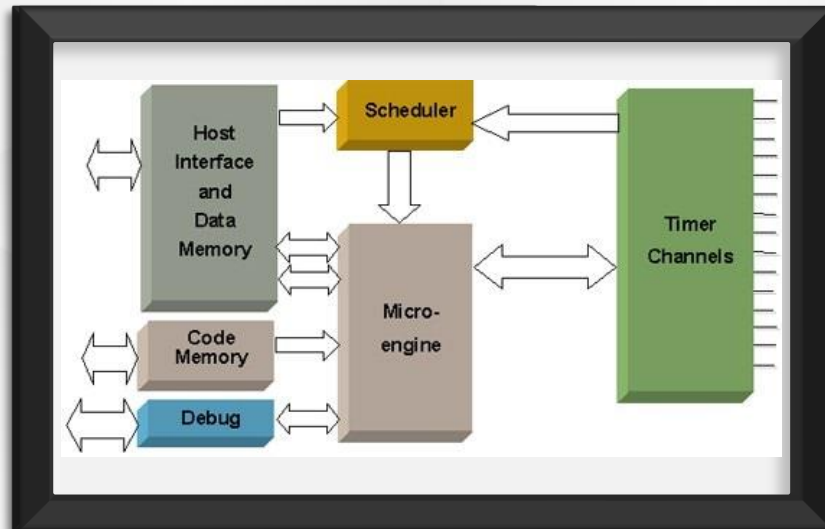 Host
Interface
and
Data
Memory
Scheduler
Timer
Channels
Micro-
engine
Code
Memory
Debug